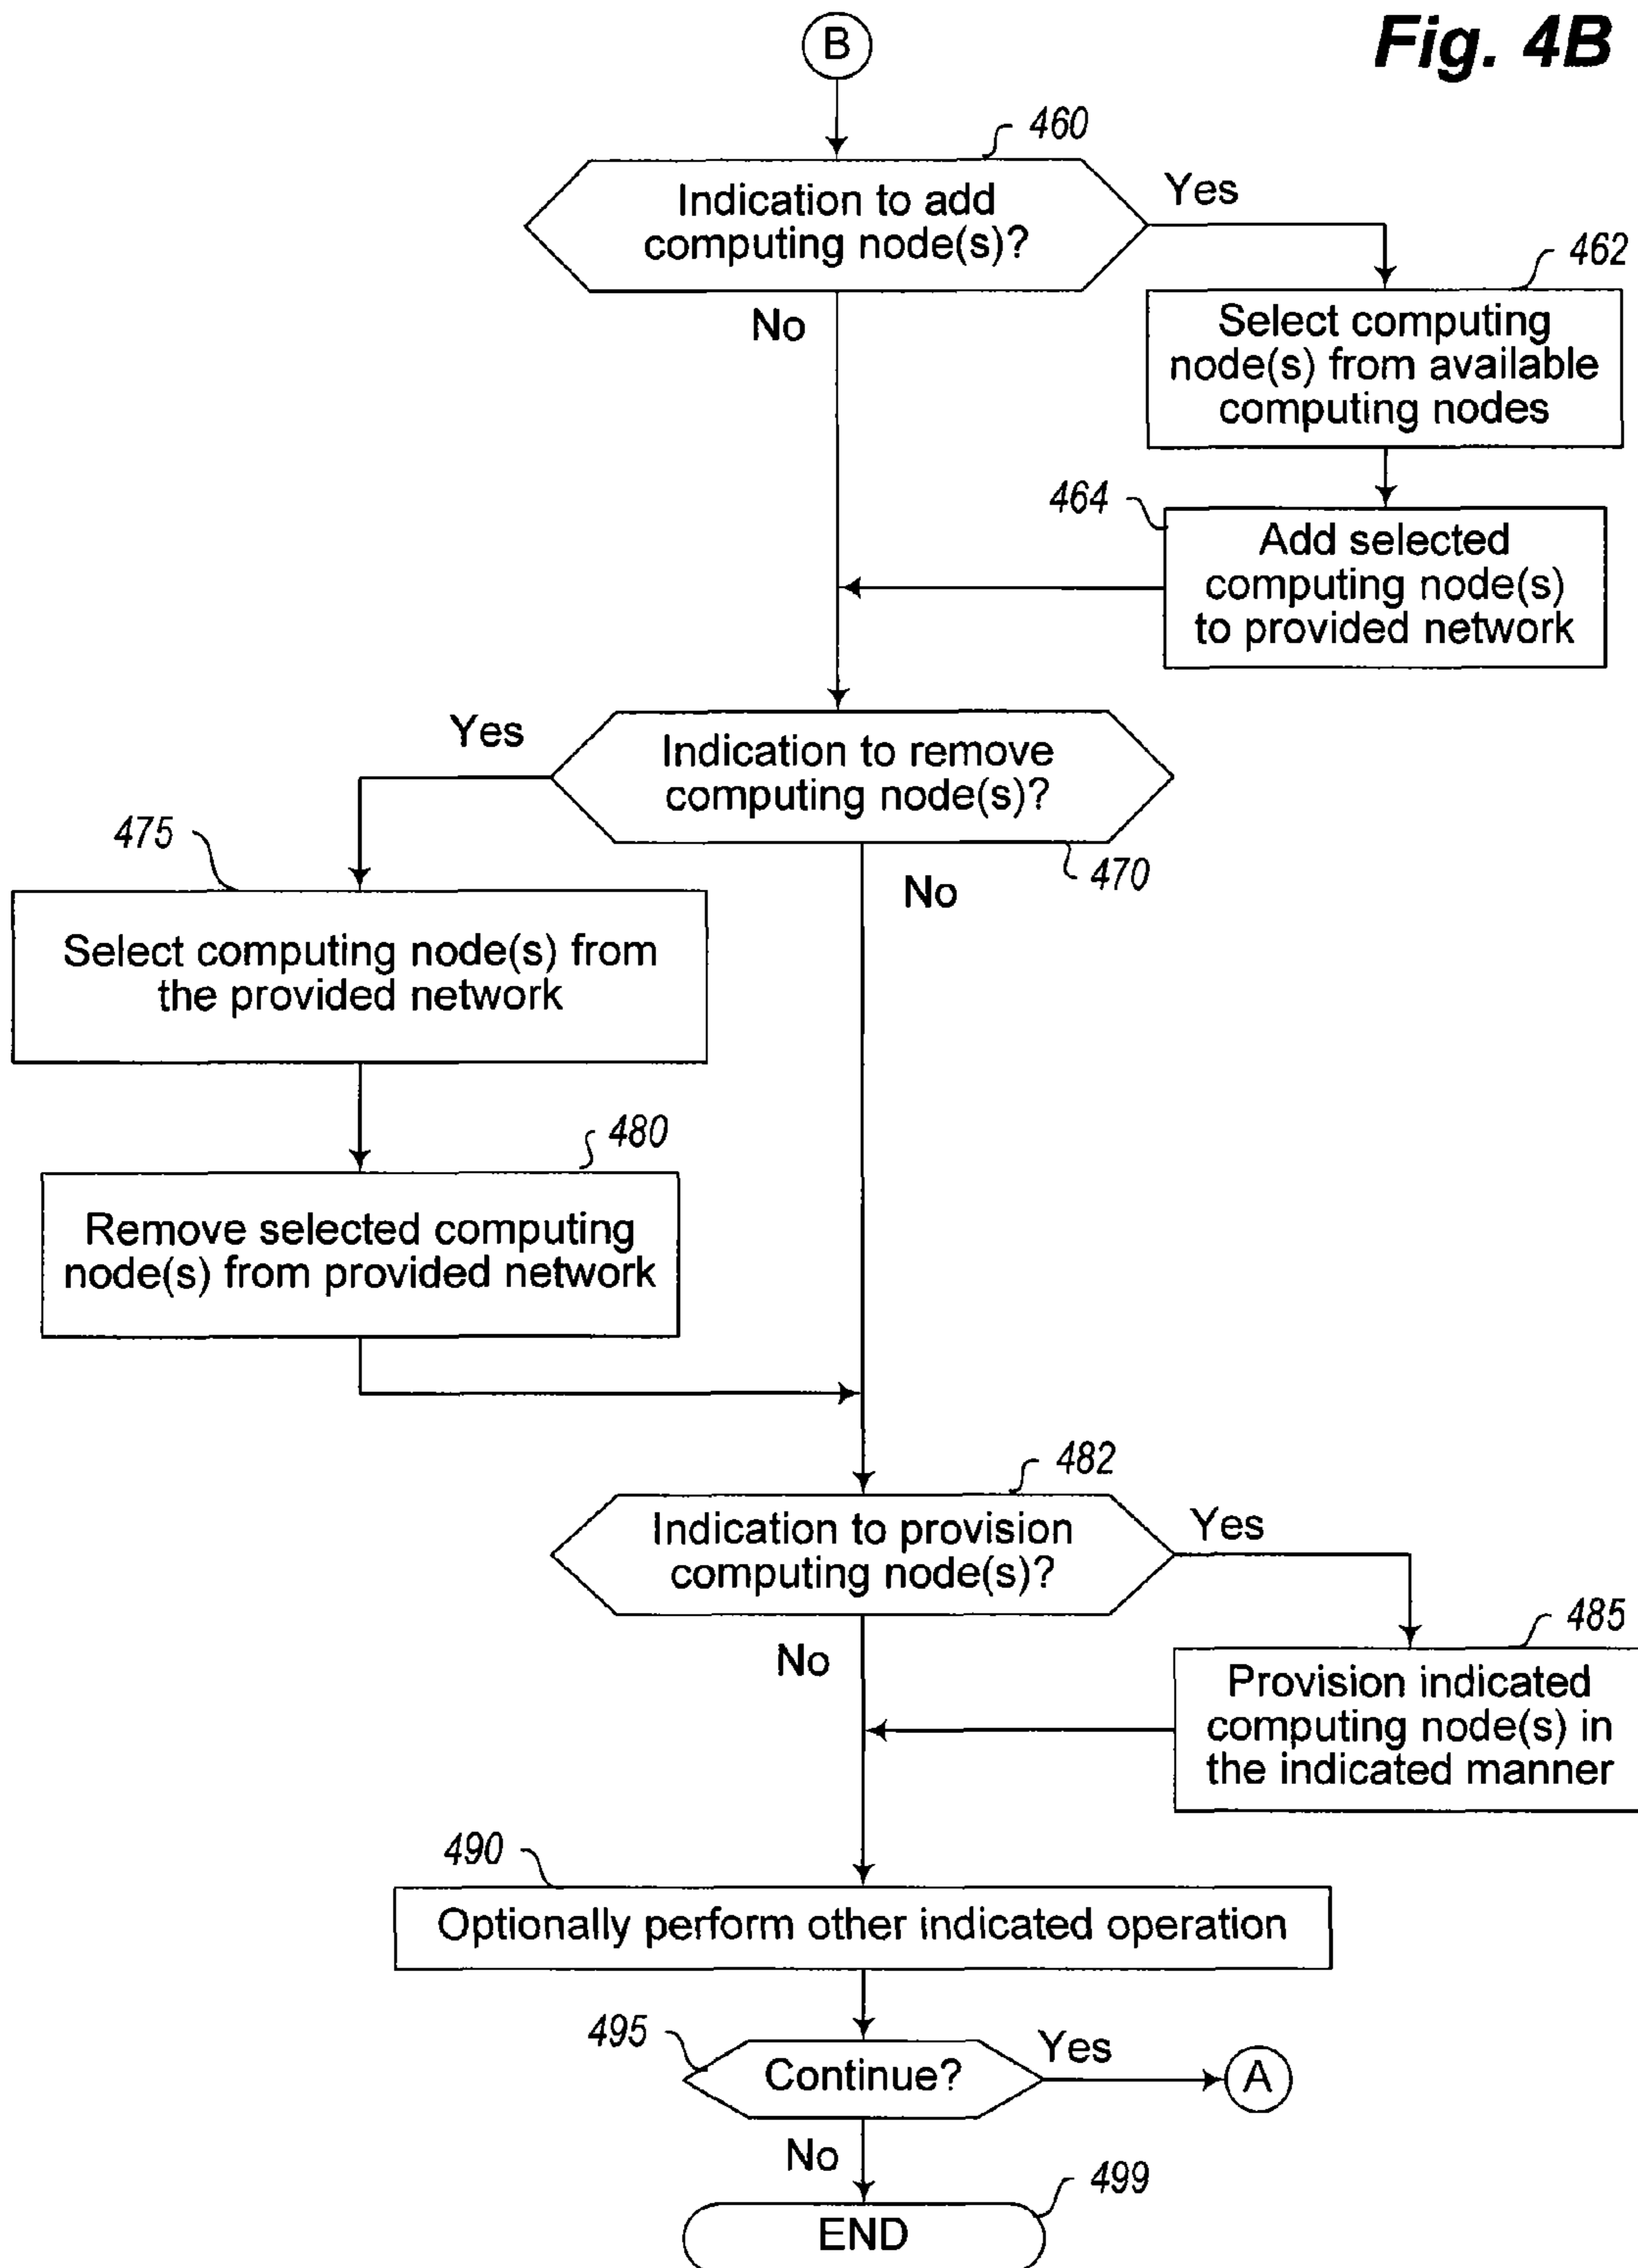 Fig. 4B
B
460
Indication to add
computing node(s)?
Yes
No
462
Select computing
node(s) from available
computing nodes
464
Add selected
computing node(s)
to provided network
Yes
Indication to remove
computing node(s)?
470
No
475
Select computing node(s) from
the provided network
480
Remove selected computing
node(s) from provided network
482
Indication to provision
computing node(s)?
Yes
No
485
Provision indicated
computing node(s) in
the indicated manner
490
Optionally perform other indicated operation
495
Continue?
Yes
A
No
499
END